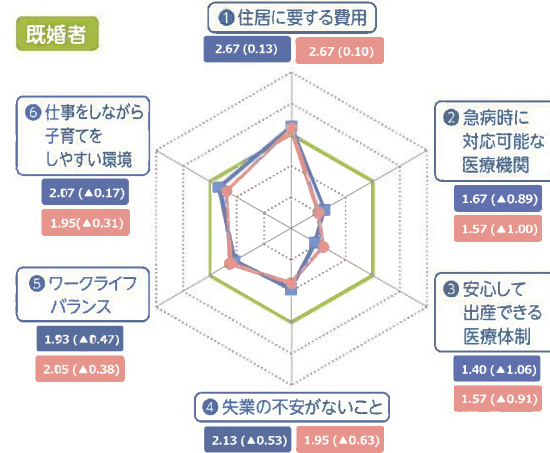 既婚者
❶住居に要する費用
2.67 (0.13) 2.67 (0.10)
❷急病時に
対応可能な
医療機関
1.67 (▲0.89)
1.57 (▲1.00)
❸安心して
出産できる
医療体制
1.40 (▲1.06)
1.57 (▲0.91)
❹失業の不安がないこと
2.13 (▲0.53) 1.95 (▲0.63)
❺ワークライフ
バランス
1.93 (▲0.47)
2.05 (▲0.38)
❻仕事をしながら
子育てを
しやすい環境
2.07 (▲0.17)
1.95(▲0.31)